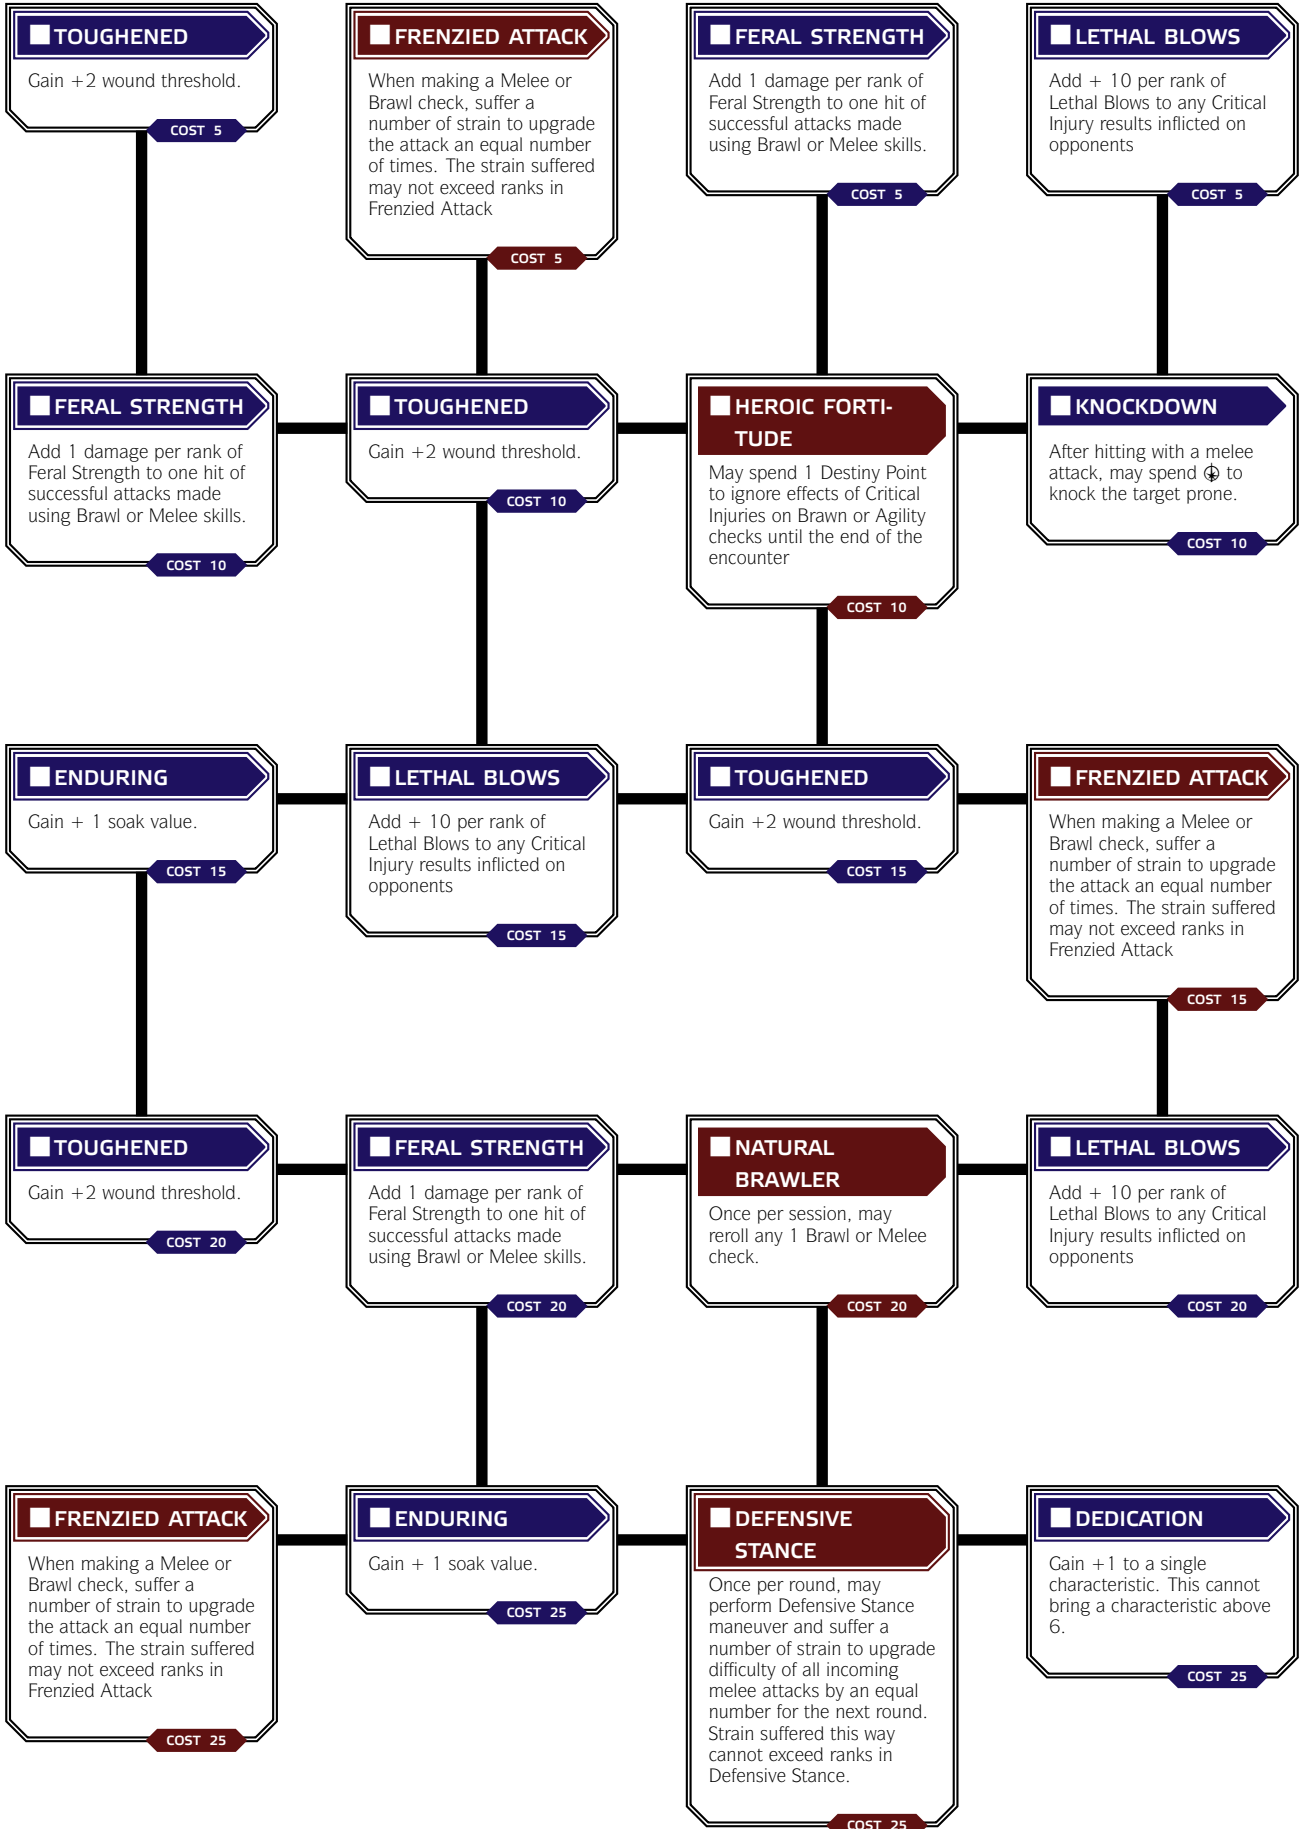 TOUGHENED
Gain +2 wound threshold.
COST 5
FRENZIED ATTACK
When making a Melee or
Brawl check, suffer a
number of strain to upgrade
the attack an equal number
of times. The strain suffered
may not exceed ranks in
Frenzied Attack
COST 5
FERAL STRENGTH
Add 1 damage per rank of
Feral Strength to one hit of
successful attacks made
using Brawl or Melee skills.
COST 5
LETHAL BLOWS
Add + 10 per rank of
Lethal Blows to any Critical
Injury results inflicted on
opponents
COST 5
FERAL STRENGTH
Add 1 damage per rank of
Feral Strength to one hit of
successful attacks made
using Brawl or Melee skills.
COST 10
TOUGHENED
Gain +2 wound threshold.
COST 10
HEROIC FORTI-
TUDE
May spend 1 Destiny Point
to ignore effects of Critical
Injuries on Brawn or Agility
checks until the end of the
encounter
COST 10
KNOCKDOWN
After hitting with a melee
attack, may spend to
knock the target prone.
COST 10
ENDURING
Gain + 1 soak value.
COST 15
LETHAL BLOWS
Add + 10 per rank of
Lethal Blows to any Critical
Injury results inflicted on
opponents
COST 15
TOUGHENED
Gain +2 wound threshold.
COST 15
FRENZIED ATTACK
When making a Melee or
Brawl check, suffer a
number of strain to upgrade
the attack an equal number
of times. The strain suffered
may not exceed ranks in
Frenzied Attack
COST 15
TOUGHENED
Gain +2 wound threshold.
COST 20
FERAL STRENGTH
Add 1 damage per rank of
Feral Strength to one hit of
successful attacks made
using Brawl or Melee skills.
COST 20
NATURAL
BRAWLER
Once per session, may
reroll any 1 Brawl or Melee
check.
COST 20
LETHAL BLOWS
Add + 10 per rank of
Lethal Blows to any Critical
Injury results inflicted on
opponents
COST 20
FRENZIED ATTACK
When making a Melee or
Brawl check, suffer a
number of strain to upgrade
the attack an equal number
of times. The strain suffered
may not exceed ranks in
Frenzied Attack
COST 25
ENDURING
Gain + 1 soak value.
COST 25
DEFENSIVE
STANCE
Once per round, may
perform Defensive Stance
maneuver and suffer a
number of strain to upgrade
difficulty of all incoming
melee attacks by an equal
number for the next round.
Strain suffered this way
cannot exceed ranks in
Defensive Stance.
COST 25
DEDICATION
Gain +1 to a single
characteristic. This cannot
bring a characteristic above
6.
COST 25